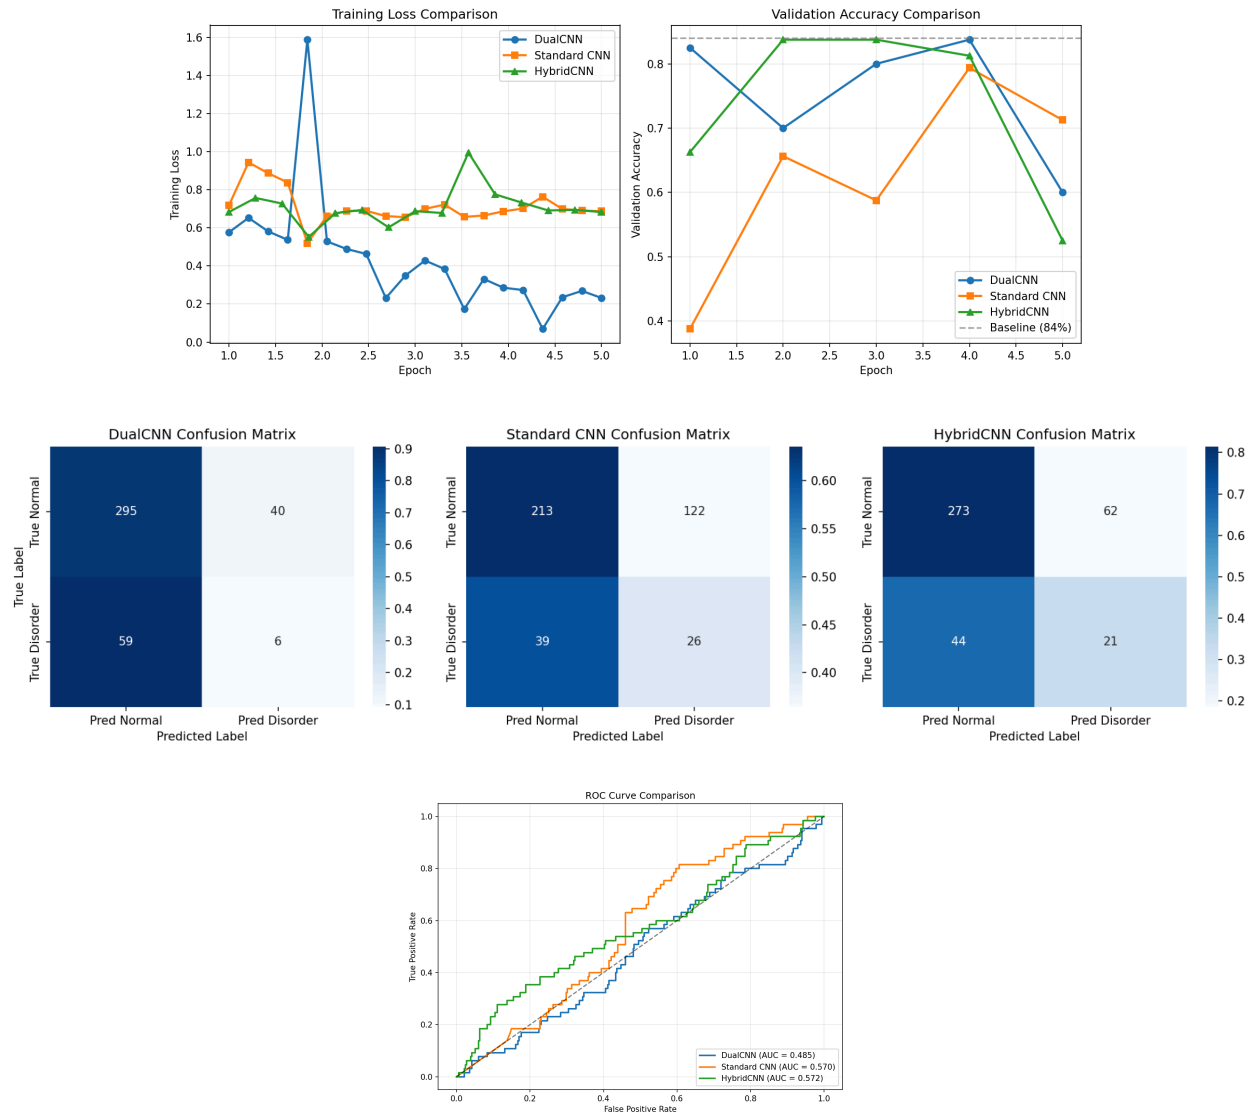 Training Loss Comparison
1.6
1.4
1.2
1.0
0.8
0.6
0.4
0.2
0.0
Training Loss
1.0 1.5 2.0 2.5 3.0 3.5 4.0 4.5 5.0
Epoch
DualCNN
Standard CNN
HybridCNN
Validation Accuracy Comparison
0.8
0.7
0.6
0.5
0.4
Validation Accuracy
1.0 1.5 2.0 2.5 3.0 3.5 4.0 4.5 5.0
Epoch
DualCNN
Standard CNN
HybridCNN
Baseline (84%)
DualCNN Confusion Matrix
True Label
True Normal
True Disorder
295 40
59 6
Pred Normal Pred Disorder
Predicted Label
0.9
0.8
0.7
0.6
0.5
0.4
0.3
0.2
0.1
Standard CNN Confusion Matrix
True Normal
True Disorder
213 122
39 26
Pred Normal Pred Disorder
Predicted Label
0.60
0.55
0.50
0.45
0.40
HybridCNN Confusion Matrix
True Normal
True Disorder
273 62
44 21
Pred Normal Pred Disorder
Predicted Label
0.8
0.7
0.6
0.5
0.4
0.3
0.2
ROC Curve Comparison
1.0
0.8
0.6
0.4
0.2
0.0
True Positive Rate
0.0 0.2 0.4 0.6 0.8 1.0
False Positive Rate
DualCNN (AUC = 0.485)
Standard CNN (AUC = 0.570)
HybridCNN (AUC = 0.572)